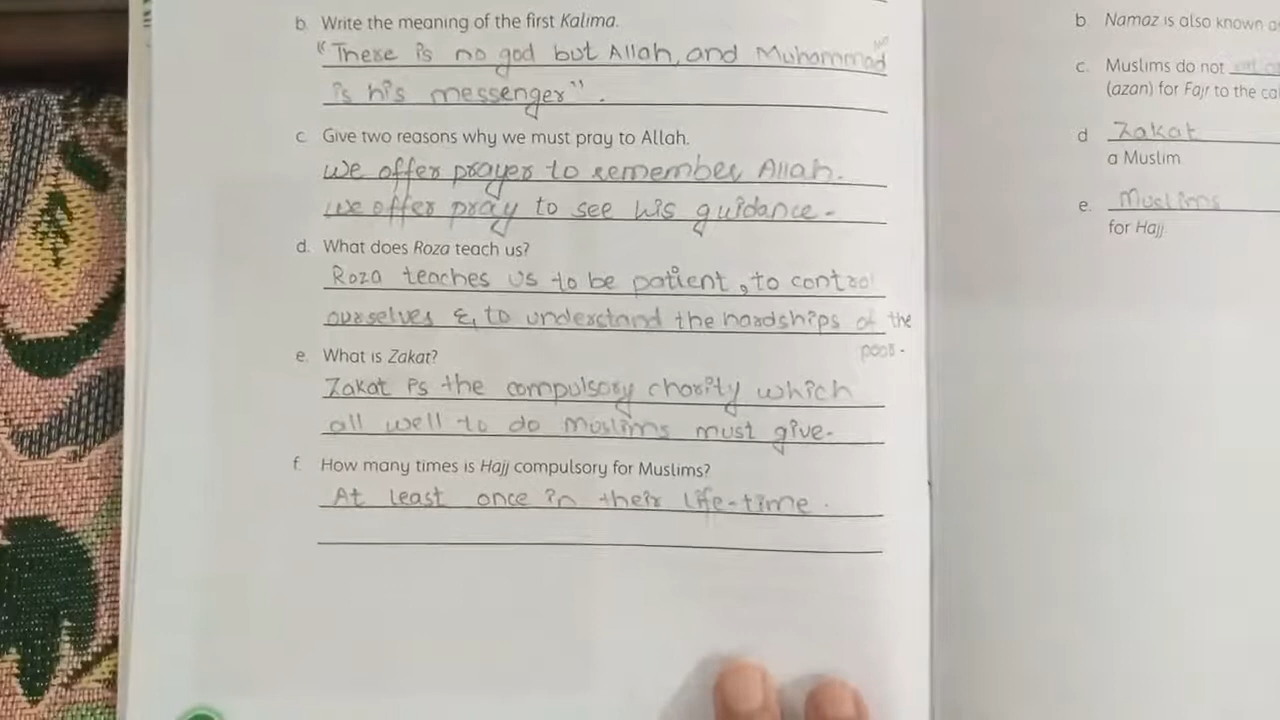 b. Write the meaning of the first Kalima.
"There is no god but Allah, and Muhammad
is his messenger".
c. Give two reasons why we must pray to Allah.
we offer prayer to remember Allah.
we offer pray to see his guidance.
d. What does Roza teach us?
Roza teaches us to be patient, to control
ourselves & to understand the hardships of the
poor.
e. What is Zakat?
Zakat is the compulsory charity which
all well to do muslims must give.
f. How many times is Hajj compulsory for Muslims?
At least once in their life-time.
b Namaz is also known a
c. Muslims do not
(azan) for Fajr to the ca
d Zakat
a Muslim
e. Muslims
for Hajj